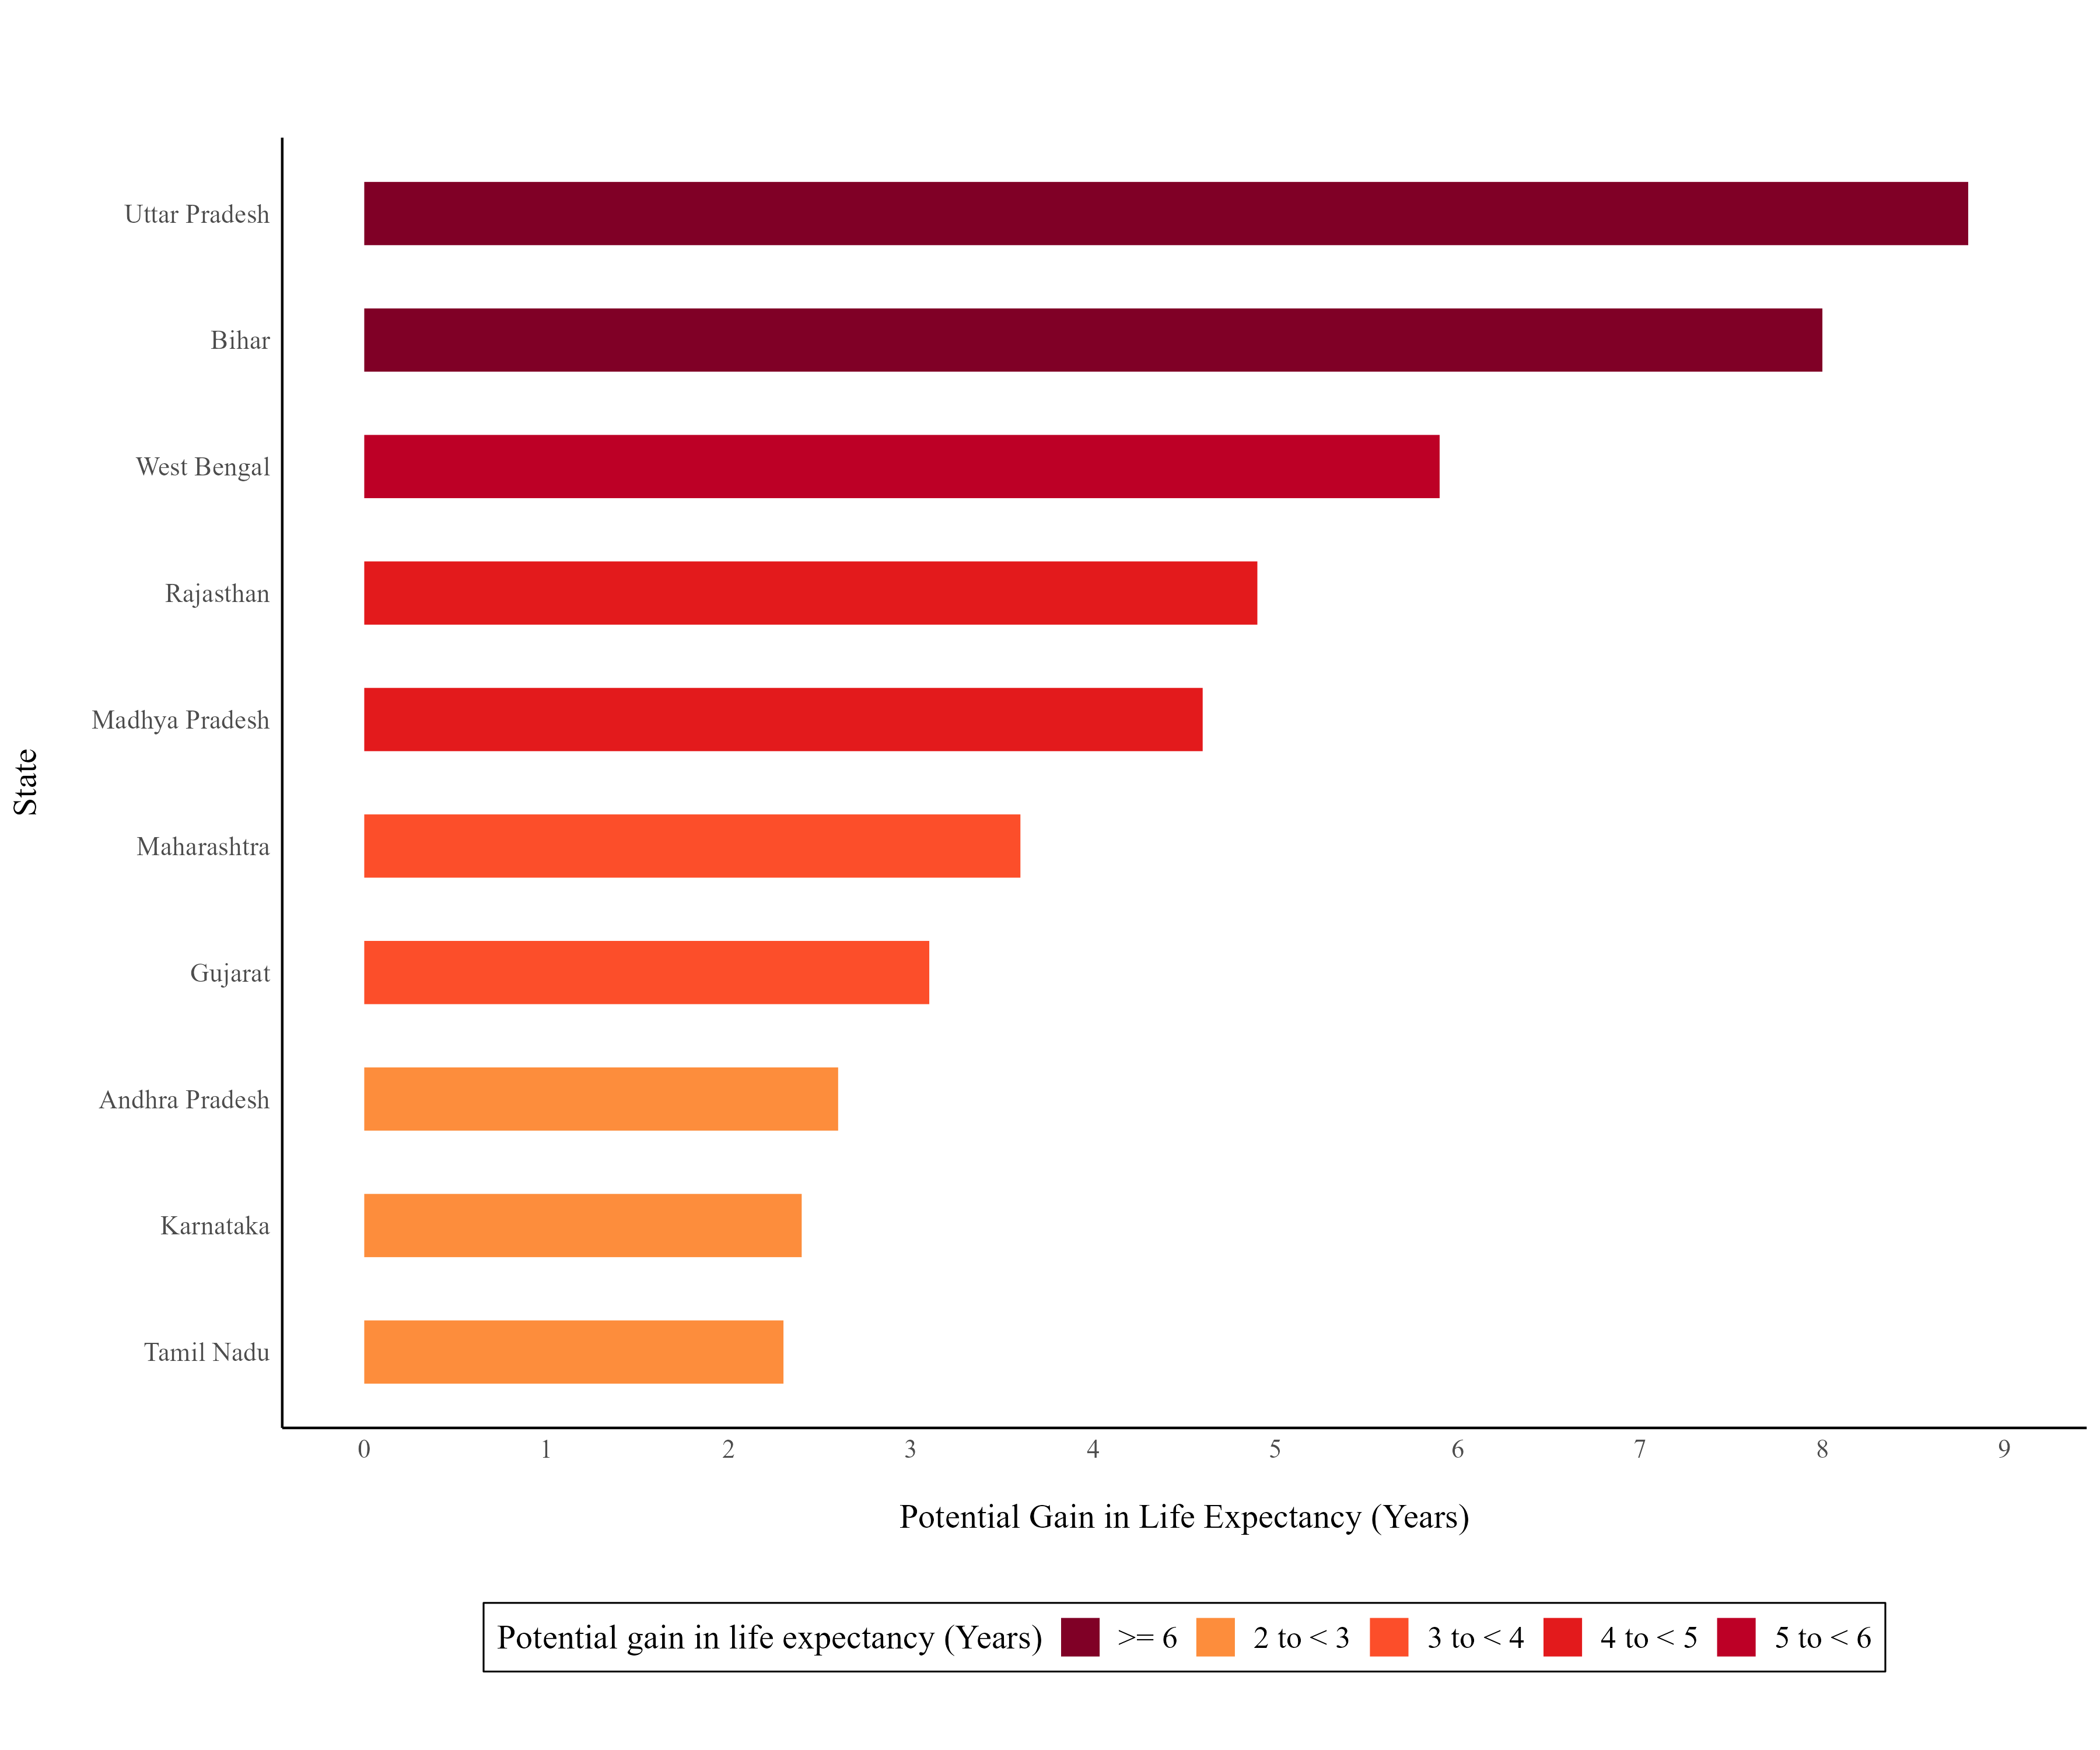 Uttar Pradesh
Bihar
West Bengal
Rajasthan
Madhya Pradesh
Maharashtra
Gujarat
Andhra Pradesh
Karnataka
Tamil Nadu
State
0 1 2 3 4 5 6 7 8 9
Potential Gain in Life Expectancy (Years)
Potential gain in life expectancy (Years) >= 6 2 to < 3 3 to < 4 4 to < 5 5 to < 6